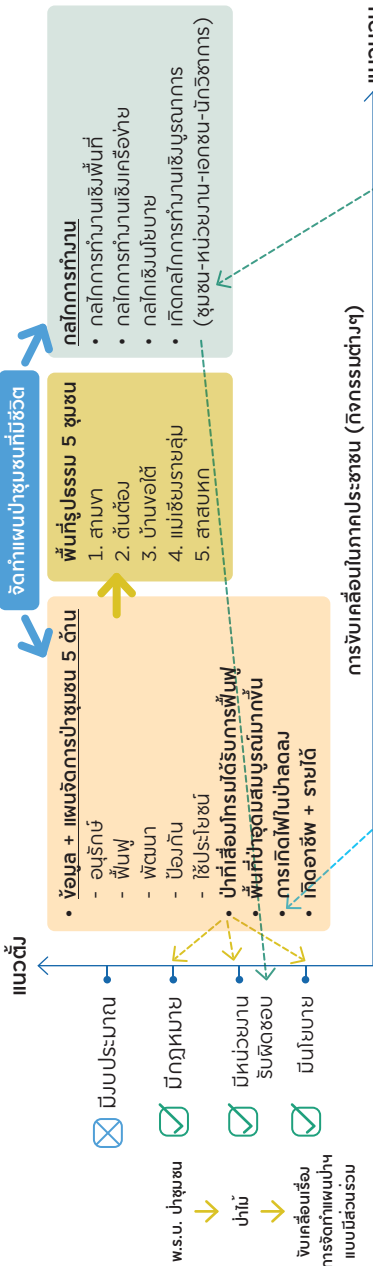 จัดทำแผนป่าชุมชนที่มีชีวิต
แนวตั้ง
• ข้อมูล + แผนจัดการป่าชุมชน 5 ด้าน
- อนุรักษ์
- ฟื้นฟู
- พัฒนา
- ป้องกัน
- ใช้ประโยชน์
• ป่าที่เสื่อมโทรมได้รับการฟื้นฟู
• พื้นที่ป่าอุดมสมบูรณ์มากขึ้น
• การเกิดไฟในป่าลดลง
• เกิดอาชีพ + รายได้
พื้นที่รูปธรรม 5 ชุมชน
1. สามขา
2. ต้นต้อง
3. บ้านขอใต้
4. แม่เชียงรายลุ่ม
5. สาสบหก
กลไกการทำงาน
• กลไกการทำงานเชิงพื้นที่
• กลไกการทำงานเชิงเครือข่าย
• กลไกเชิงนโยบาย
• เกิดกลไกการทำงานเชิงบูรณาการ
(ชุมชน-หน่วยงาน-เอกชน-นักวิชาการ)
มีงบประมาณ
มีกฎหมาย
มีหน่วยงาน
รับผิดชอบ
มีนโยบาย
พ.ร.บ. ป่าชุมชน
ป่าไม้
ขับเคลื่อนเรื่อง
การจัดทำแผนป่าฯ
แบบมีส่วนร่วม
การขับเคลื่อนในภาคประชาชน (กิจกรรมต่างๆ)